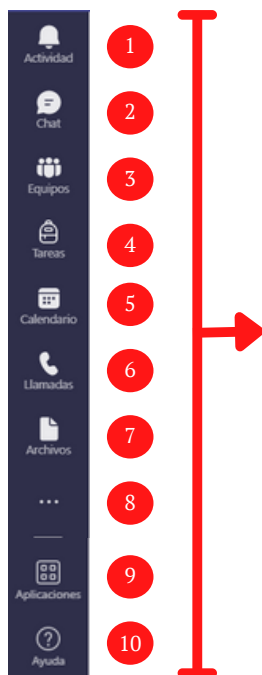 Actividad
1
Chat
2
Equipos
3
Tareas
4
Calendario
5
Llamadas
6
Archivos
7
...
8
Aplicaciones
9
Ayuda
10